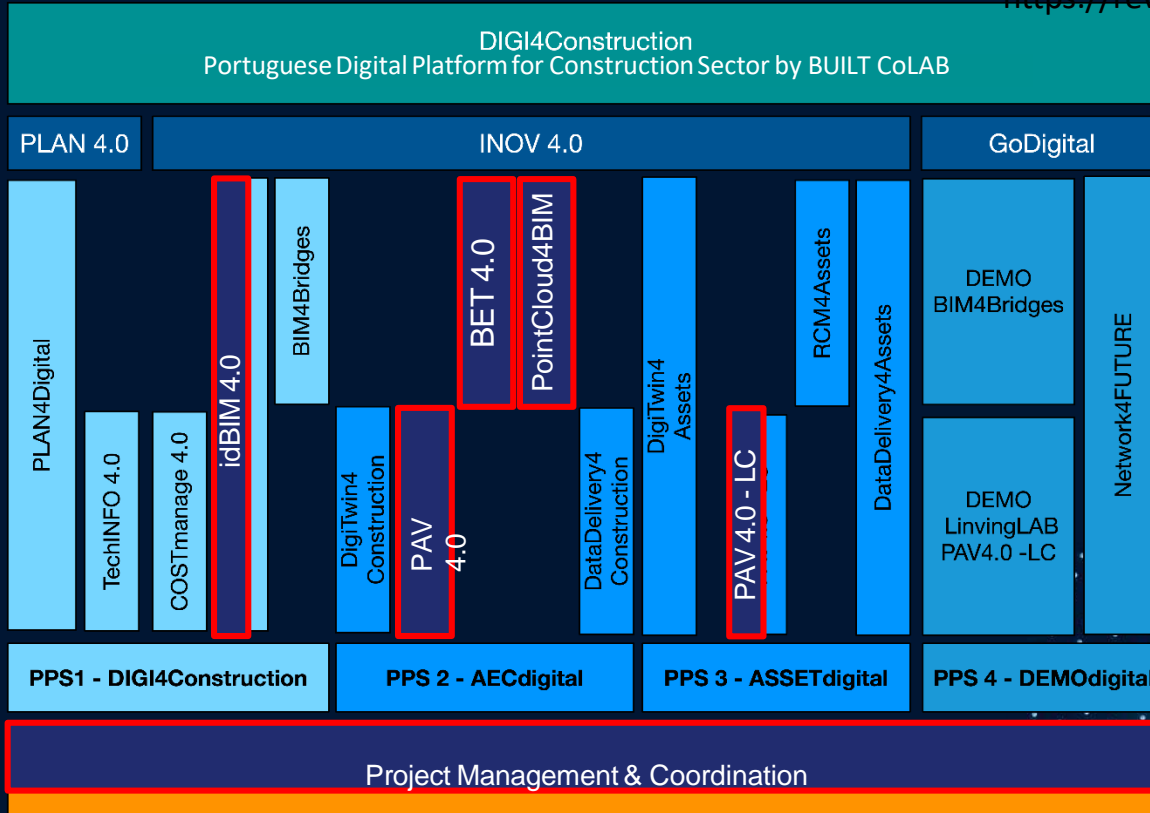 https://rev
DIGI4Construction
Portuguese Digital Platform for Construction Sector by BUILT CoLAB
PLAN 4.0
INOV 4.0
GoDigital
PLAN4Digital
TechINFO 4.0
COSTmanage 4.0
idBIM 4.0
BIM4Bridges
DigiTwin4
Construction
PAV
4.0
BET 4.0
PointCloud4BIM
DataDelivery4
Construction
DigiTwin4
Assets
PAV 4.0 - LC
RCM4Assets
DataDelivery4Assets
DEMO
BIM4Bridges
DEMO
LinvingLAB
PAV4.0 -LC
Network4FUTURE
PPS1 - DIGI4Construction
PPS 2 - AECdigital
PPS 3 - ASSETdigital
PPS 4 - DEMOdigital
Project Management & Coordination